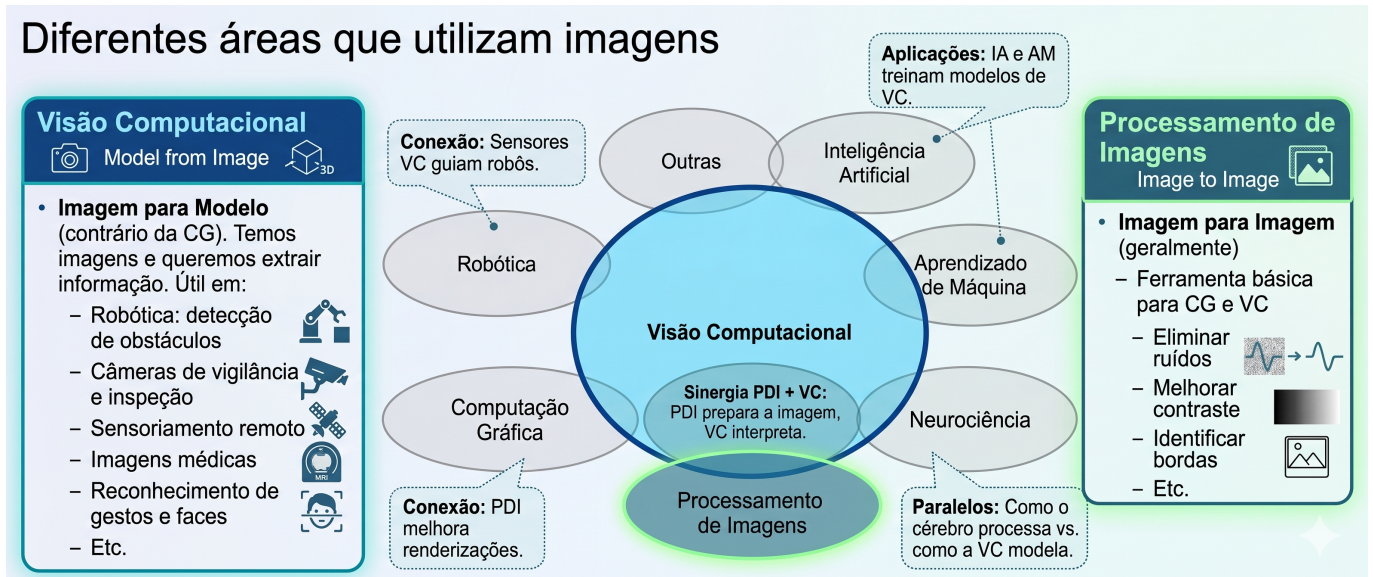 Diferentes áreas que utilizam imagens
Visão Computacional
Model from Image
3D
• Imagem para Modelo
(contrário da CG). Temos
imagens e queremos extrair
informação. Útil em:
– Robótica: detecção
de obstáculos
– Câmeras de vigilância
e inspeção
– Sensoriamento remoto
– Imagens médicas
MRI
– Reconhecimento de
gestos e faces
– Etc.
Conexão: Sensores
VC guiam robôs.
Aplicações: IA e AM
treinam modelos de
VC.
Outras
Inteligência
Artificial
Robótica
Aprendizado
de Máquina
Visão Computacional
Computação
Gráfica
Sinergia PDI + VC:
PDI prepara a imagem,
VC interpreta.
Neurociência
Processamento
de Imagens
Conexão: PDI
melhora
renderizações.
Paralelos: Como o
cérebro processa vs.
como a VC modela.
Processamento de
Imagens
Image to Image
• Imagem para Imagem
(geralmente)
– Ferramenta básica
para CG e VC
– Eliminar
ruídos
– Melhorar
contraste
– Identificar
bordas
– Etc.